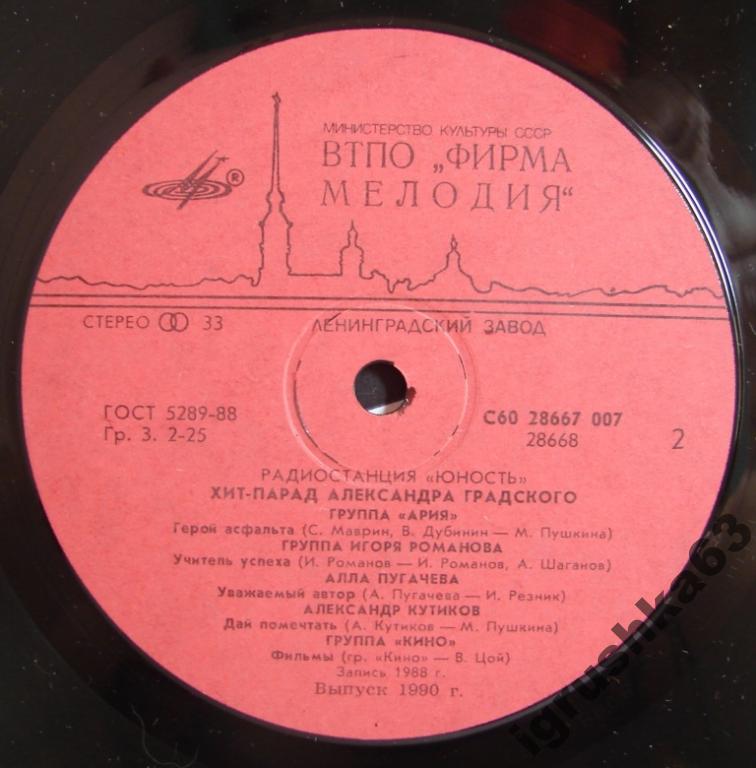 МИНИСТЕРСТВО КУЛЬТУРЫ СССР
ВТПО „ФИРМА
МЕЛОДИЯ“
®
СТЕРЕО 33
ЛЕНИНГРАДСКИЙ ЗАВОД
ГОСТ 5289-88
Гр. 3. 2-25
С60 28667 007
28668
2
РАДИОСТАНЦИЯ «ЮНОСТЬ»
ХИТ-ПАРАД АЛЕКСАНДРА ГРАДСКОГО
ГРУППА «АРИЯ»
Герой асфальта (С. Маврин, В. Дубинин — М. Пушкина)
ГРУППА ИГОРЯ РОМАНОВА
Учитель успеха (И. Романов — И. Романов, А. Шаганов)
АЛЛА ПУГАЧЕВА
Уважаемый автор (А. Пугачева — И. Резник)
АЛЕКСАНДР КУТИКОВ
Дай помечтать (А. Кутиков — М. Пушкина)
ГРУППА «КИНО»
Фильмы (гр. «Кино» — В. Цой)
Запись 1988 г.
Выпуск 1990 г.
igrushka63